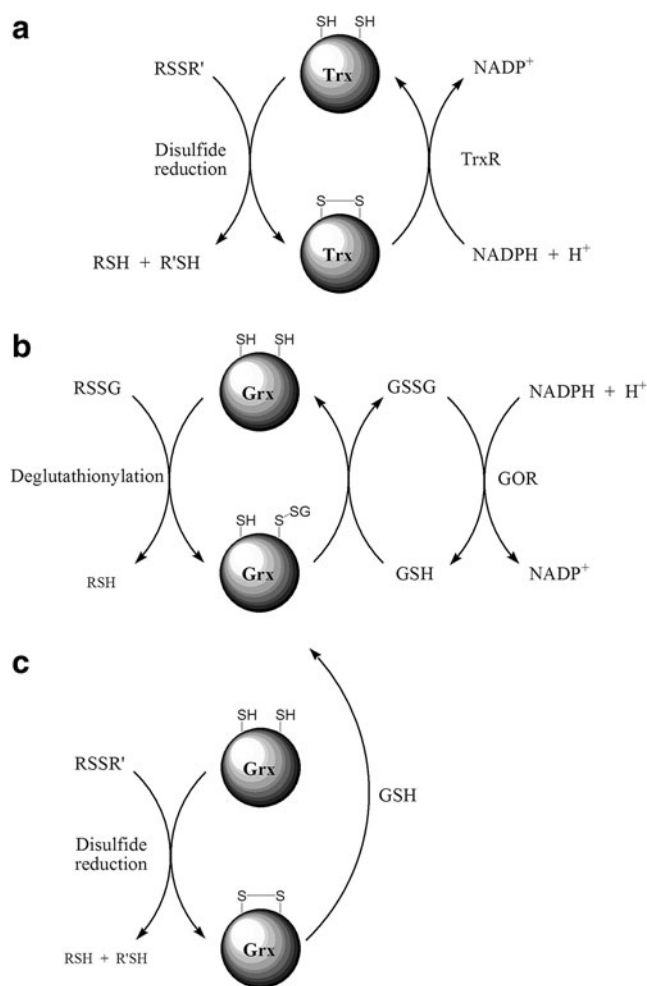 a
SH SH
RSSR' Trx NADP+
Disulfide
reduction
TrxR
S S
RSH + R'SH Trx NADPH + H+
b
SH SH
RSSG Grx GSSG NADPH + H+
Deglutathionylation GOR
SH S SG
RSH Grx GSH NADP+
c
SH SH
RSSR' Grx
GSH
Disulfide
reduction
S S
RSH + R'SH Grx